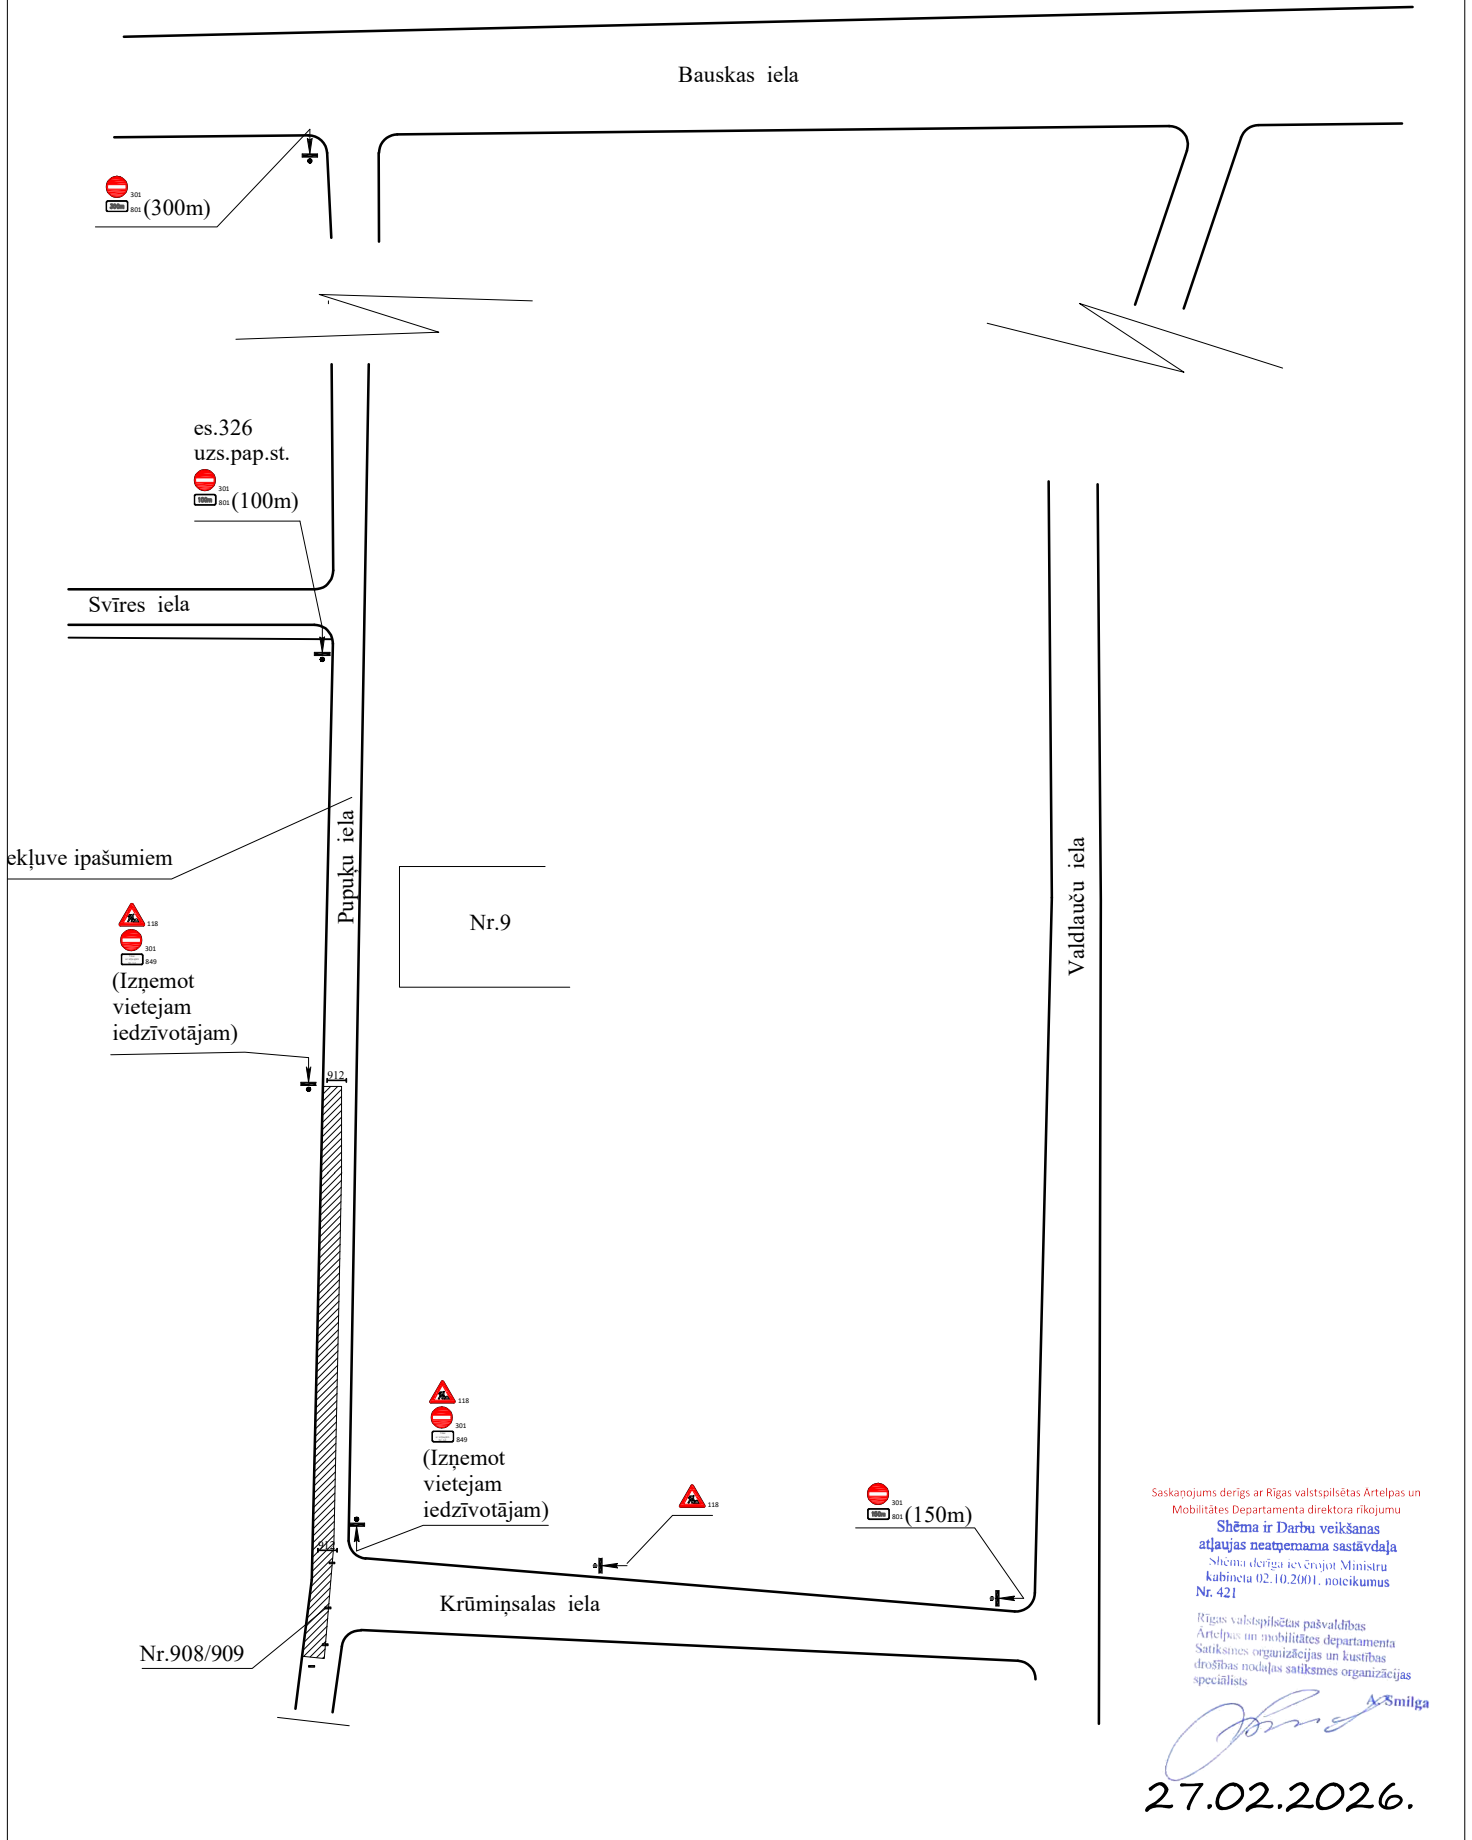 Bauskas iela
301
801 (300m)
es.326
uzs.pap.st.
301
100m 801 (100m)
Svīres iela
ekļuve ipašumiem
Pupuķu iela
Nr.9
Valdlauču iela
118
301
849
(Izņemot
vietejam
iedzīvotājam)
912
118
301
849
(Izņemot
vietejam
iedzīvotājam)
118
301
801 (150m)
912
Krūmiņsalas iela
Nr.908/909
Saskaņojums derīgs ar Rīgas valstspilsētas Ārtelpas un
Mobilitātes Departamenta direktora rīkojumu
Shēma ir Darbu veikšanas
atļaujas neatņemama sastāvdaļa
Shēma derīga ievērojot Ministru
kabineta 02.10.2001. noteikumus
Nr. 421
Rīgas valstspilsētas pašvaldības
Ārtelpas un mobilitātes departamenta
Satiksmes organizācijas un kustības
drošības nodaļas satiksmes organizācijas
speciālists
A. Smilga
27.02.2026.